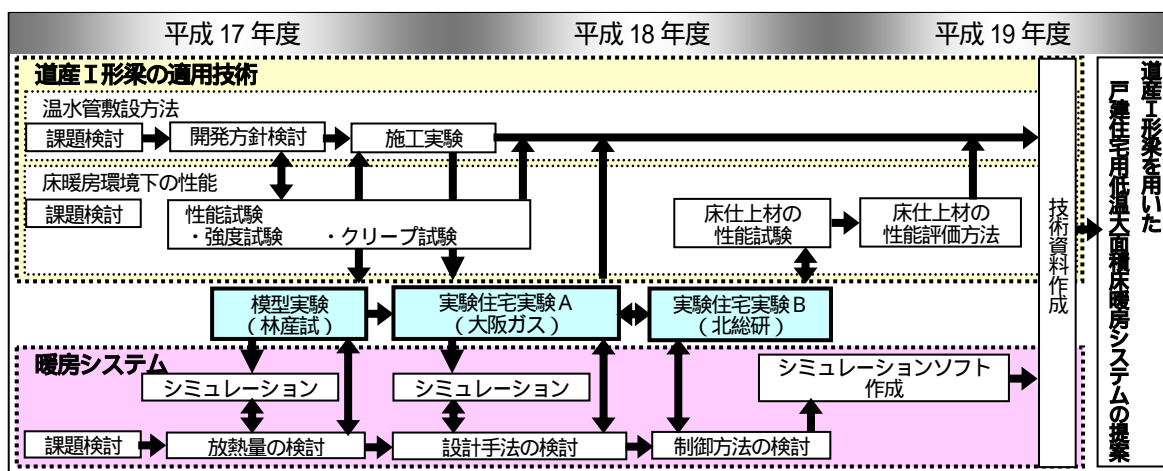 平成 17 年度
平成 18 年度
平成 19 年度
道産Ⅰ形梁の適用技術
温水管敷設方法
課題検討
開発方針検討
施工実験
床暖房環境下の性能
課題検討
性能試験
・強度試験 ・クリープ試験
床仕上材の
性能試験
床仕上材の
性能評価方法
模型実験
(林産試)
実験住宅実験A
(大阪ガス)
実験住宅実験B
(北総研)
暖房システム
シミュレーション
シミュレーション
シミュレーションソフト
作成
課題検討
放熱量の検討
設計手法の検討
制御方法の検討
技術資料作成
道産Ⅰ形梁を用いた
戸建住宅用低温大面積床暖房システムの提案